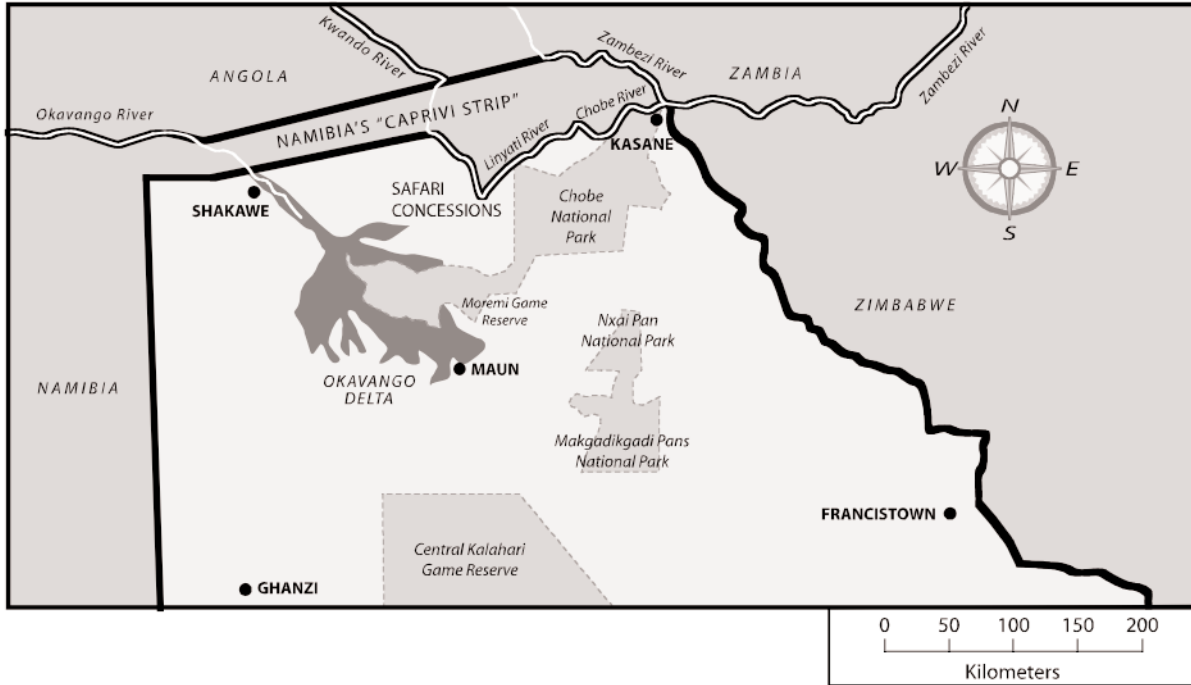 Kwando River
Zambezi River
ANGOLA
ZAMBIA
Zambezi River
Okavango River
NAMIBIA'S "CAPRIVI STRIP"
Chobe River
Linyati River
KASANE
N
W
E
S
SHAKAWE
SAFARI
CONCESSIONS
Chobe
National
Park
Moremi Game
Reserve
ZIMBABWE
Nxai Pan
National Park
NAMIBIA
OKAVANGO
DELTA
MAUN
Makgadikgadi Pans
National Park
FRANCISTOWN
Central Kalahari
Game Reserve
GHANZI
0 50 100 150 200
Kilometers